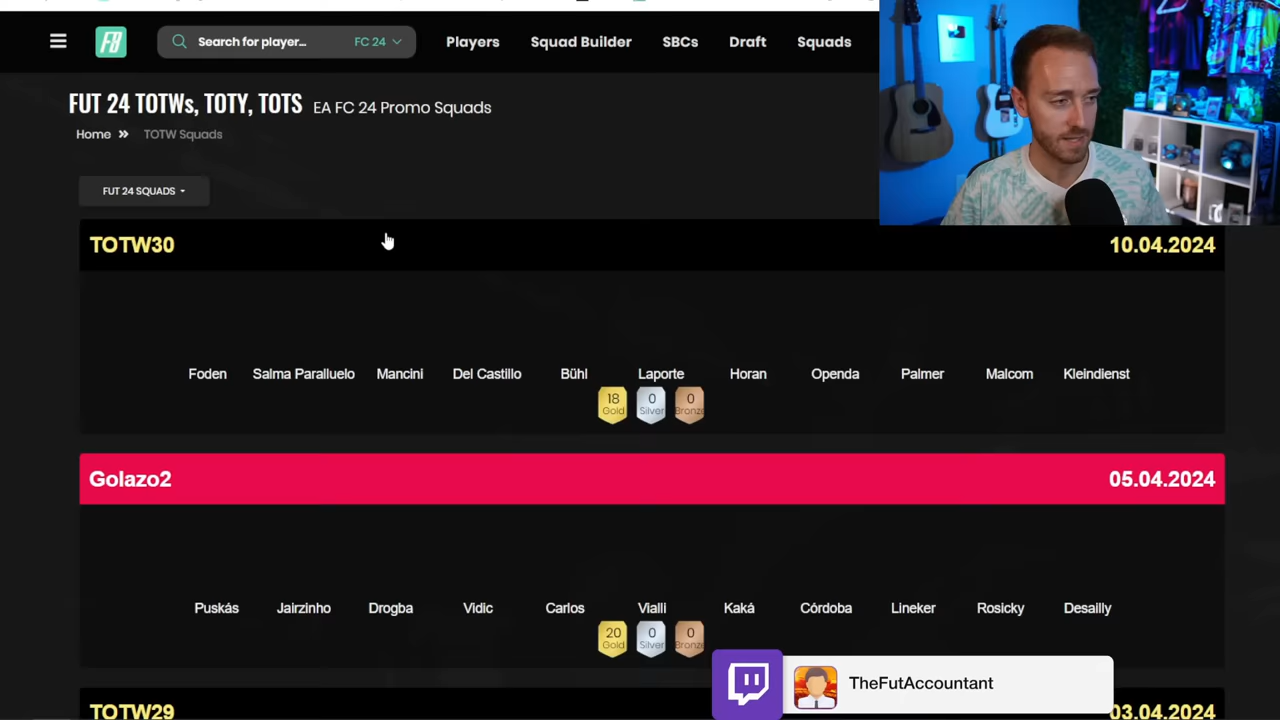 FB
Search for player...
FC 24
Players
Squad Builder
SBCs
Draft
Squads
FUT 24 TOTWs, TOTY, TOTS
EA FC 24 Promo Squads
Home
TOTW Squads
FUT 24 SQUADS
TOTW30
10.04.2024
Foden
Salma Paralluelo
Mancini
Del Castillo
Bühl
Laporte
Horan
Openda
Palmer
Malcom
Kleindienst
18
Gold
0
Silver
0
Bronze
Golazo2
05.04.2024
Puskás
Jairzinho
Drogba
Vidic
Carlos
Vialli
Kaká
Córdoba
Lineker
Rosicky
Desailly
20
Gold
0
Silver
0
Bronze
TheFutAccountant
TOTW29
03.04.2024